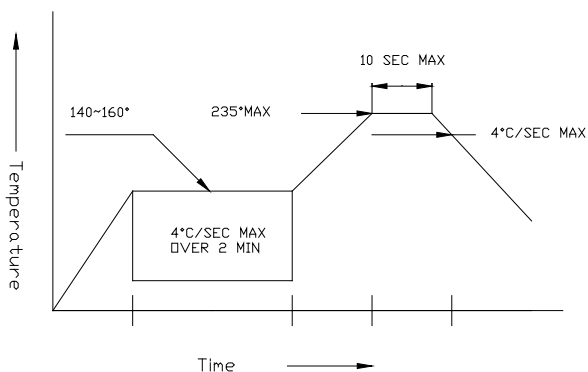 10 SEC MAX
140~160°
235°MAX
4°C/SEC MAX
4°C/SEC MAX
OVER 2 MIN
Temperature
Time